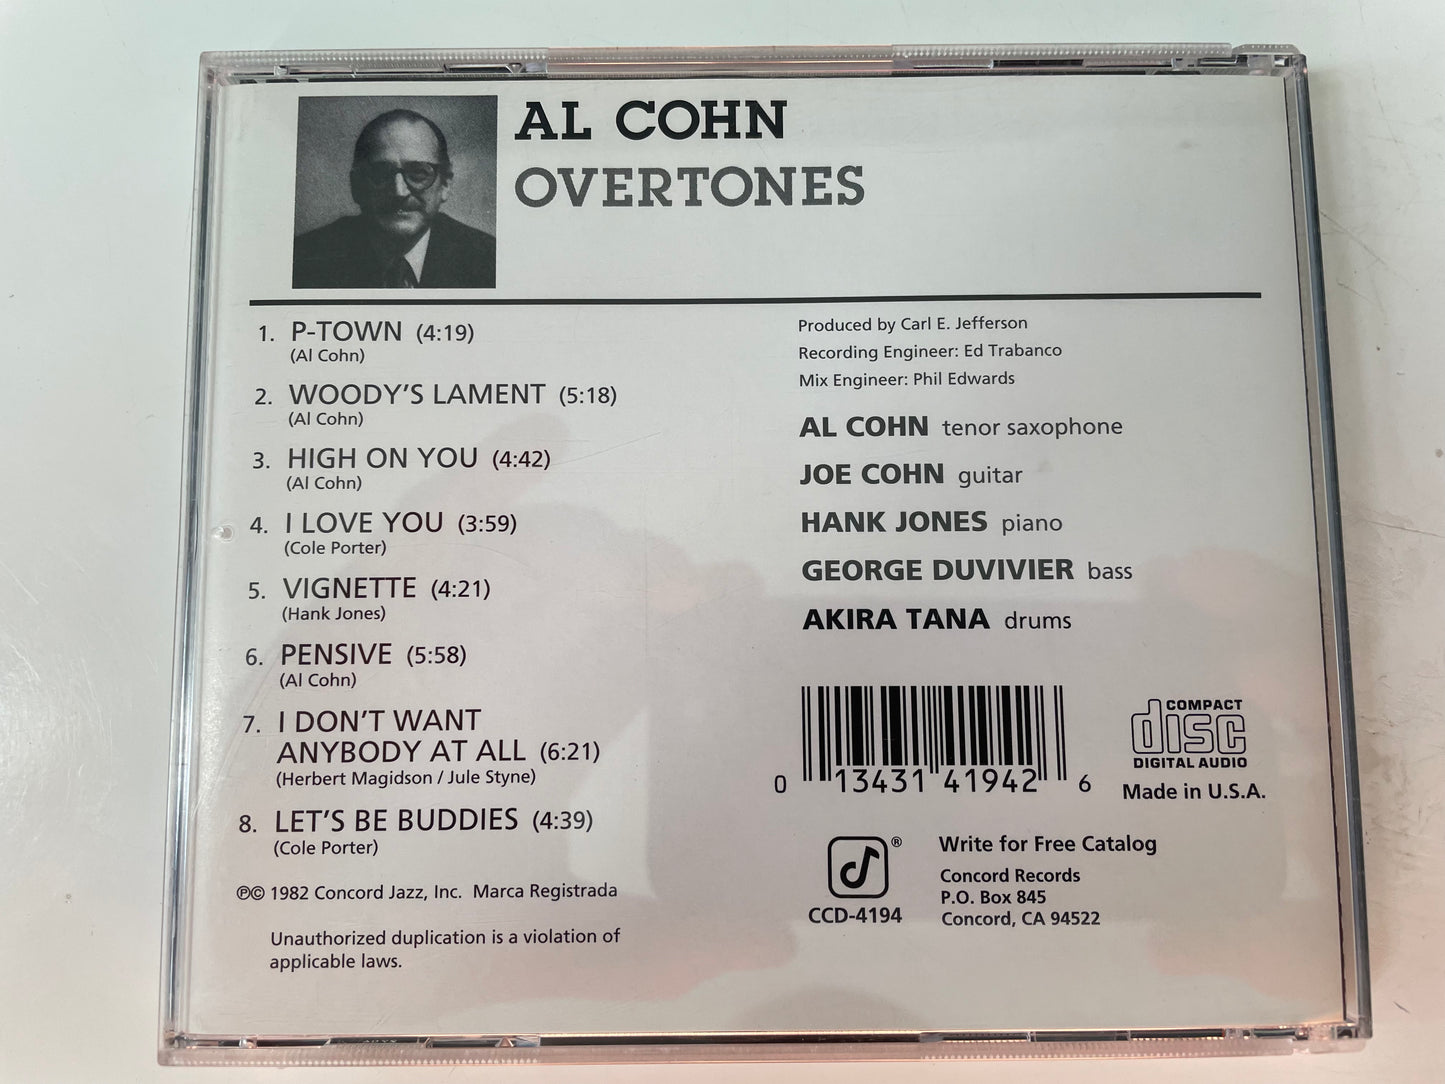 AL COHN
OVERTONES
1. P-TOWN (4:19)
(Al Cohn)
2. WOODY'S LAMENT (5:18)
(Al Cohn)
3. HIGH ON YOU (4:42)
(Al Cohn)
4. I LOVE YOU (3:59)
(Cole Porter)
5. VIGNETTE (4:21)
(Hank Jones)
6. PENSIVE (5:58)
(Al Cohn)
7. I DON'T WANT
ANYBODY AT ALL (6:21)
(Herbert Magidson / Jule Styne)
8. LET'S BE BUDDIES (4:39)
(Cole Porter)
℗© 1982 Concord Jazz, Inc. Marca Registrada
Unauthorized duplication is a violation of
applicable laws.
Produced by Carl E. Jefferson
Recording Engineer: Ed Trabanco
Mix Engineer: Phil Edwards
AL COHN tenor saxophone
JOE COHN guitar
HANK JONES piano
GEORGE DUVIVIER bass
AKIRA TANA drums
0 13431 41942 6
COMPACT
disc
DIGITAL AUDIO
Made in U.S.A.
®
CCD-4194
Write for Free Catalog
Concord Records
P.O. Box 845
Concord, CA 94522